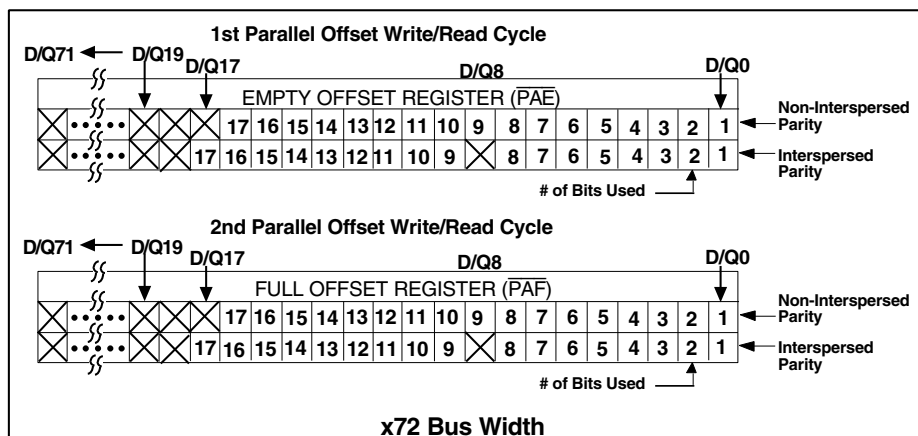 1st Parallel Offset Write/Read Cycle
D/Q71 D/Q19 D/Q17 D/Q8 D/Q0
EMPTY OFFSET REGISTER (PAE)
17 16 15 14 13 12 11 10 9 8 7 6 5 4 3 2 1 Non-Interspersed Parity
17 16 15 14 13 12 11 10 9 8 7 6 5 4 3 2 1 Interspersed Parity
# of Bits Used
2nd Parallel Offset Write/Read Cycle
D/Q71 D/Q19 D/Q17 D/Q8 D/Q0
FULL OFFSET REGISTER (PAF)
17 16 15 14 13 12 11 10 9 8 7 6 5 4 3 2 1 Non-Interspersed Parity
17 16 15 14 13 12 11 10 9 8 7 6 5 4 3 2 1 Interspersed Parity
# of Bits Used
x72 Bus Width